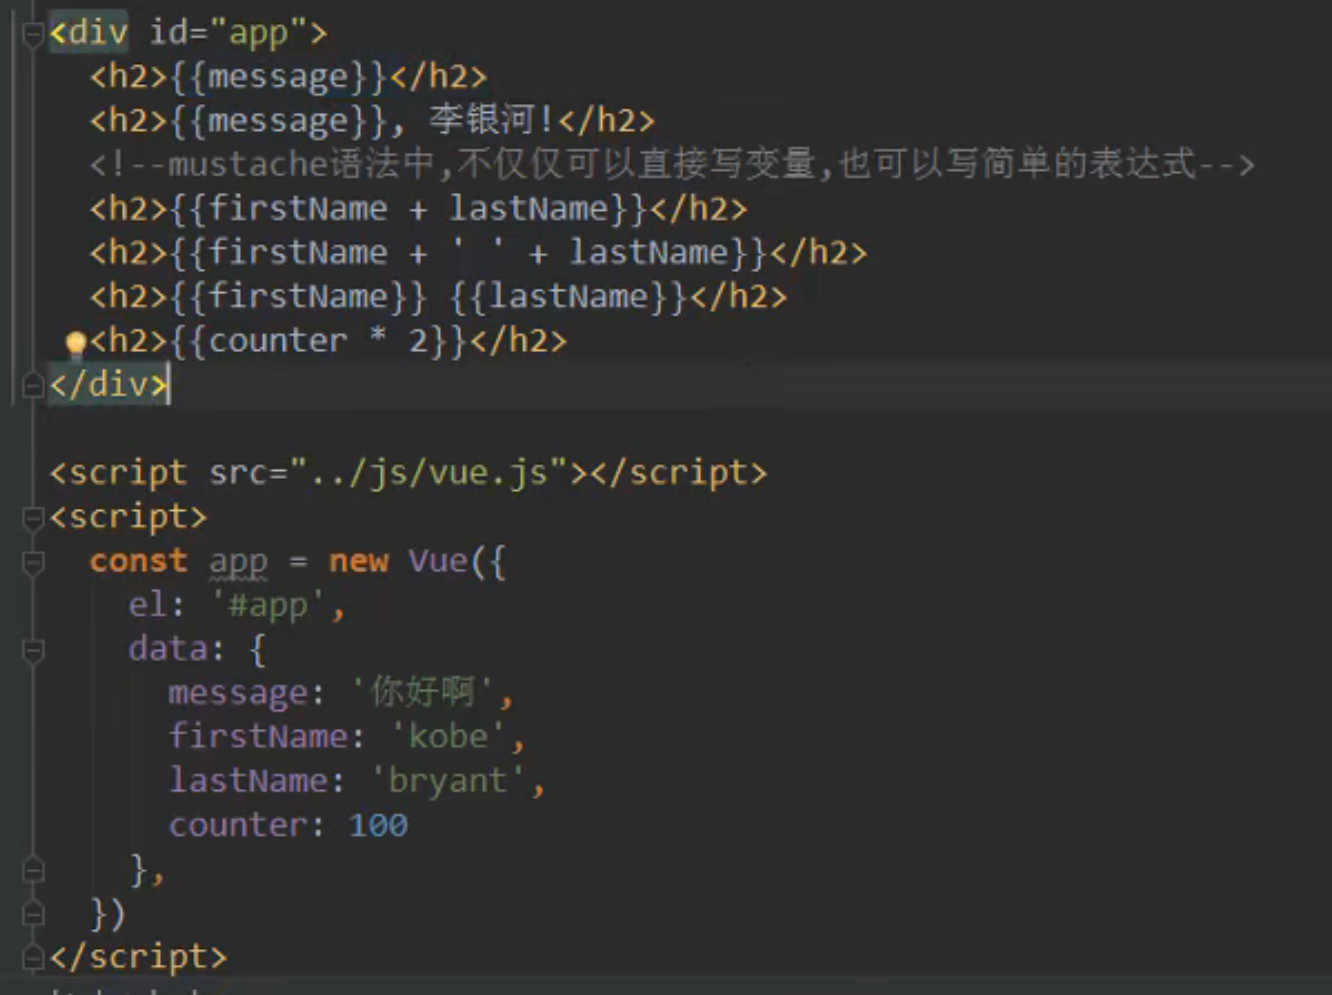 <div id="app">
<h2>{{message}}</h2>
<h2>{{message}}, 李银河!</h2>
<!--mustache语法中,不仅仅可以直接写变量,也可以写简单的表达式-->
<h2>{{firstName + lastName}}</h2>
<h2>{{firstName + ' ' + lastName}}</h2>
<h2>{{firstName}} {{lastName}}</h2>
<h2>{{counter * 2}}</h2>
</div>
<script src="../js/vue.js"></script>
<script>
const app = new Vue({
el: '#app',
data: {
message: '你好啊',
firstName: 'kobe',
lastName: 'bryant',
counter: 100
},
})
</script>